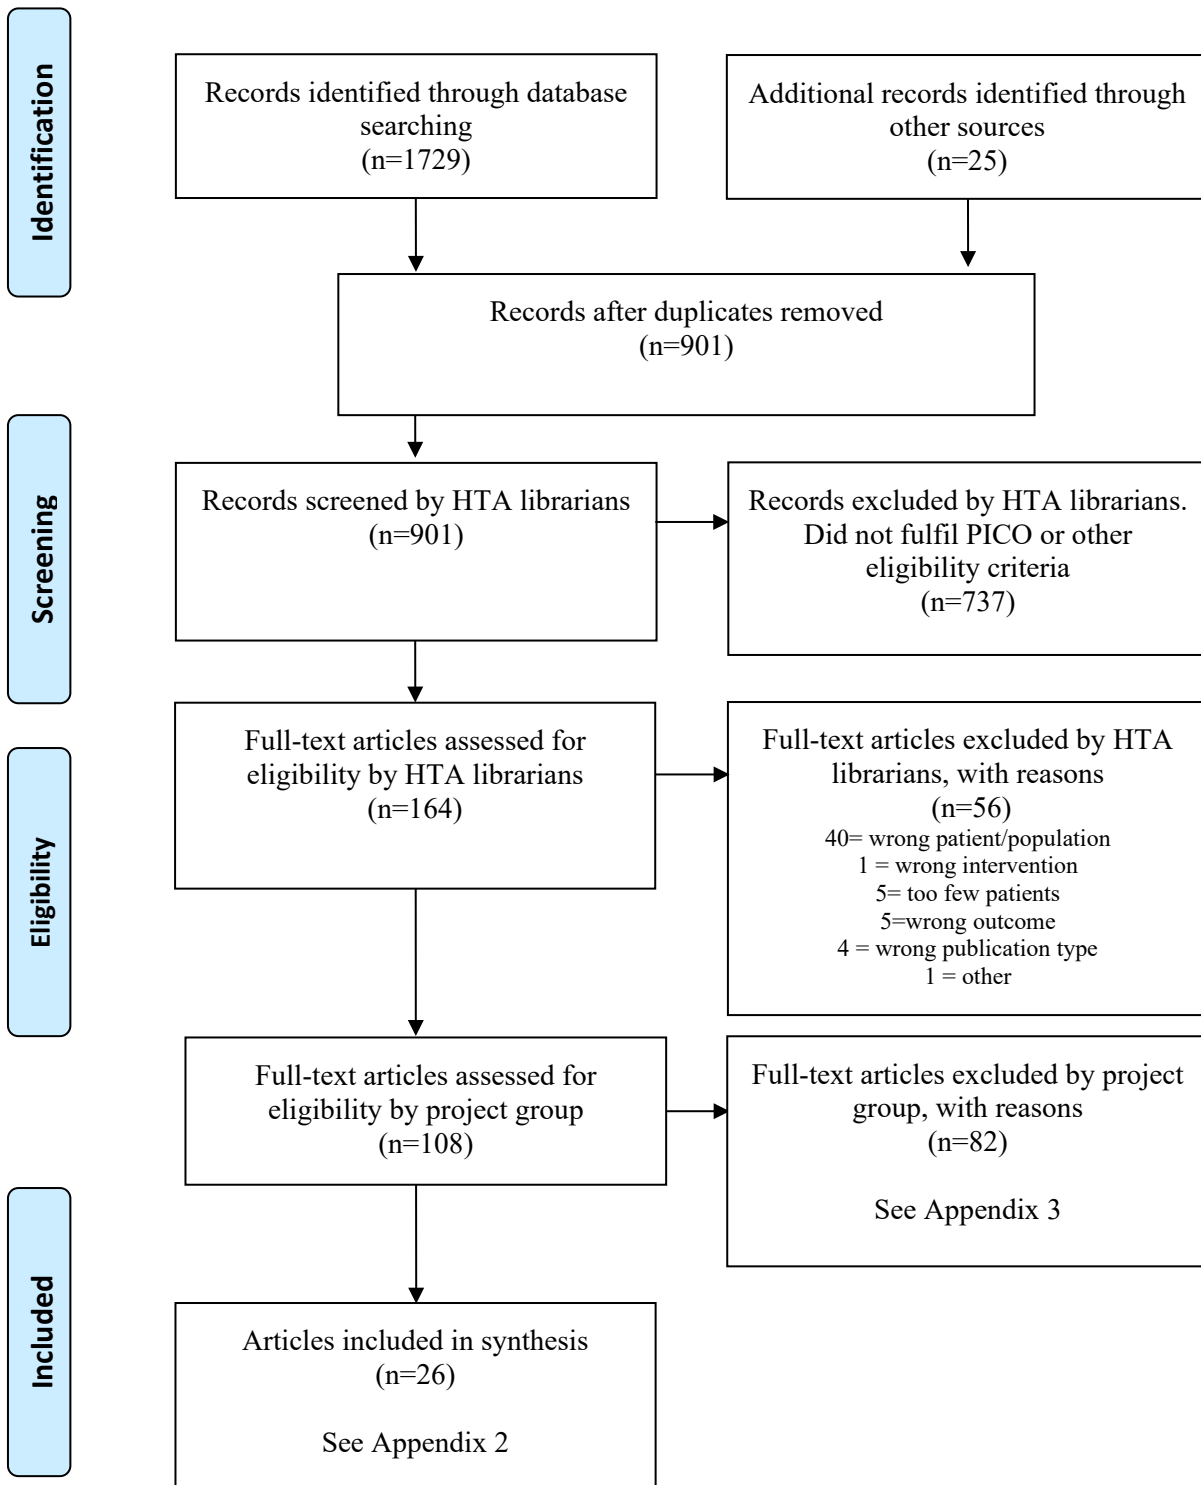 Identification
Records identified through database
searching
(n=1729)
Additional records identified through
other sources
(n=25)
Records after duplicates removed
(n=901)
Screening
Records screened by HTA librarians
(n=901)
Records excluded by HTA librarians.
Did not fulfil PICO or other
eligibility criteria
(n=737)
Eligibility
Full-text articles assessed for
eligibility by HTA librarians
(n=164)
Full-text articles excluded by HTA
librarians, with reasons
(n=56)
40= wrong patient/population
1 = wrong intervention
5= too few patients
5=wrong outcome
4 = wrong publication type
1 = other
Full-text articles assessed for
eligibility by project group
(n=108)
Full-text articles excluded by project
group, with reasons
(n=82)
See Appendix 3
Included
Articles included in synthesis
(n=26)
See Appendix 2